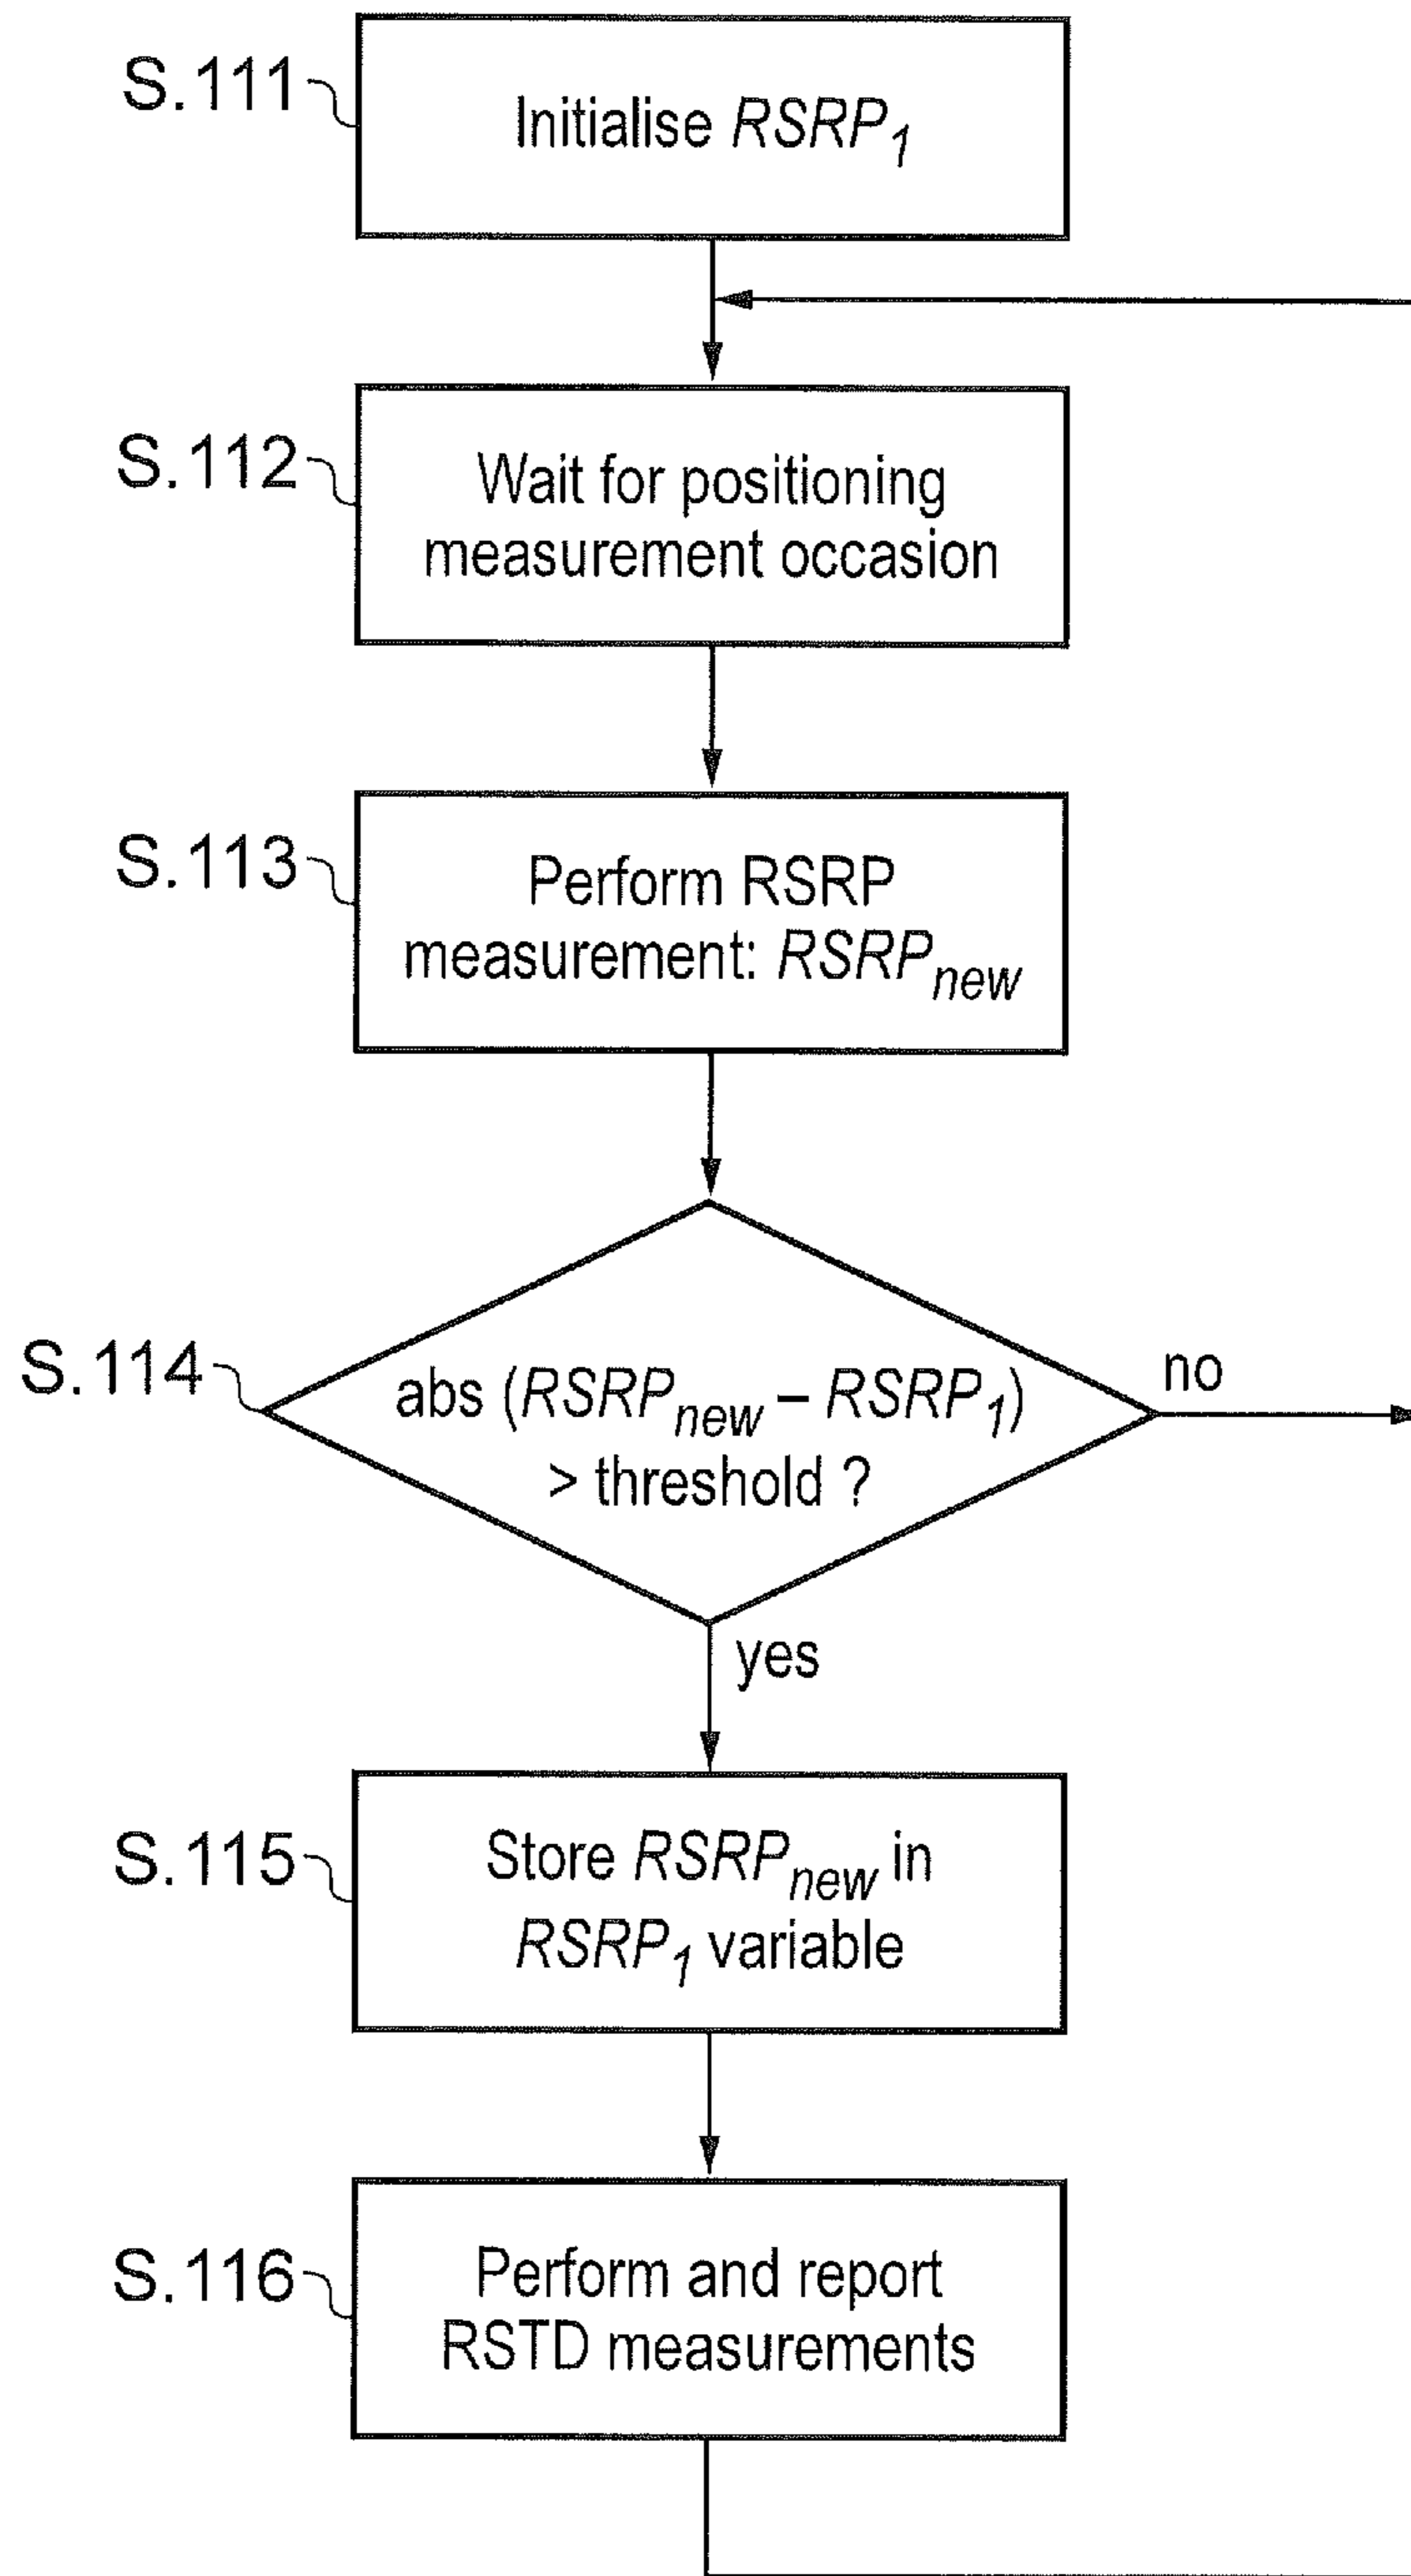 S.111
Initialise RSRP1
S.112
Wait for positioning
measurement occasion
S.113
Perform RSRP
measurement: RSRPnew
S.114
abs (RSRPnew – RSRP1)
> threshold ?
no
yes
S.115
Store RSRPnew in
RSRP1 variable
S.116
Perform and report
RSTD measurements